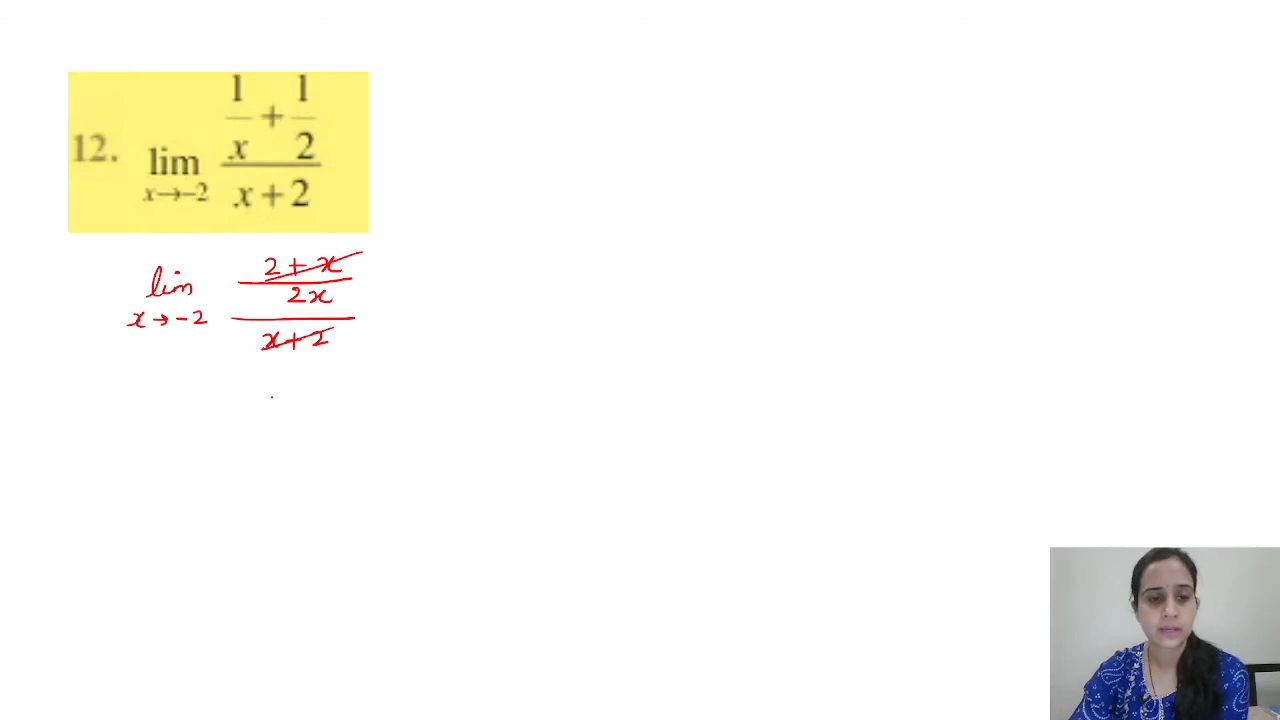 12. lim x→-2 (1/x + 1/2)/(x+2)
lim x→-2 ((2+x)/(2x))/(x+2)